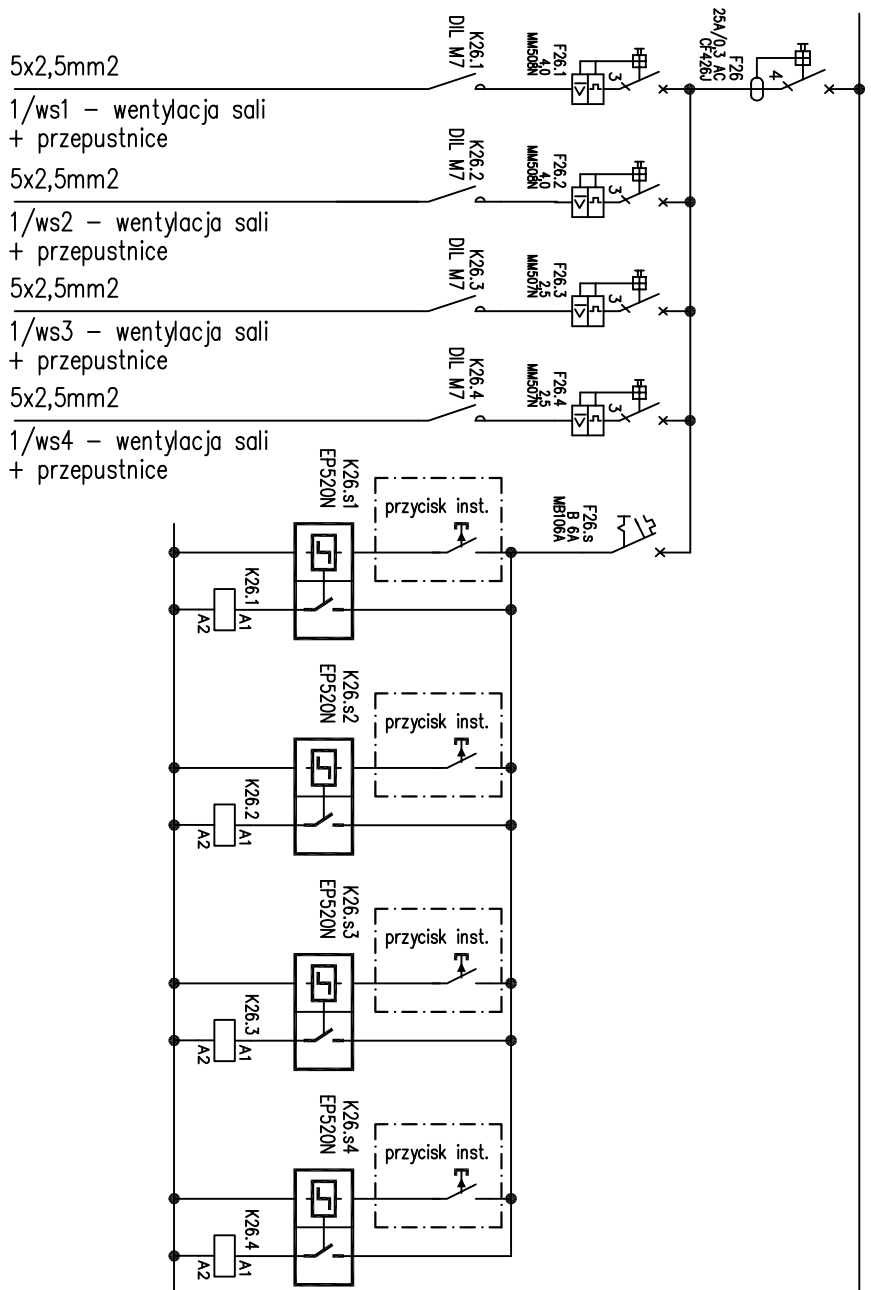 F26
25A/0,3 AC
CF426J
4
F26.1
4,0
MM508N
3
K26.1
DIL M7
5x2,5mm2
1/ws1 – wentylacja sali
+ przepustnice
F26.2
4,0
MM508N
3
K26.2
DIL M7
5x2,5mm2
1/ws2 – wentylacja sali
+ przepustnice
F26.3
2,5
MM507N
3
K26.3
DIL M7
5x2,5mm2
1/ws3 – wentylacja sali
+ przepustnice
F26.4
2,5
MM507N
3
K26.4
DIL M7
5x2,5mm2
1/ws4 – wentylacja sali
+ przepustnice
F26.s
B 6A
MB106A
K26.s1
EP520N
przycisk inst.
K26.1
A1
A2
K26.s2
EP520N
przycisk inst.
K26.2
A1
A2
K26.s3
EP520N
przycisk inst.
K26.3
A1
A2
K26.s4
EP520N
przycisk inst.
K26.4
A1
A2